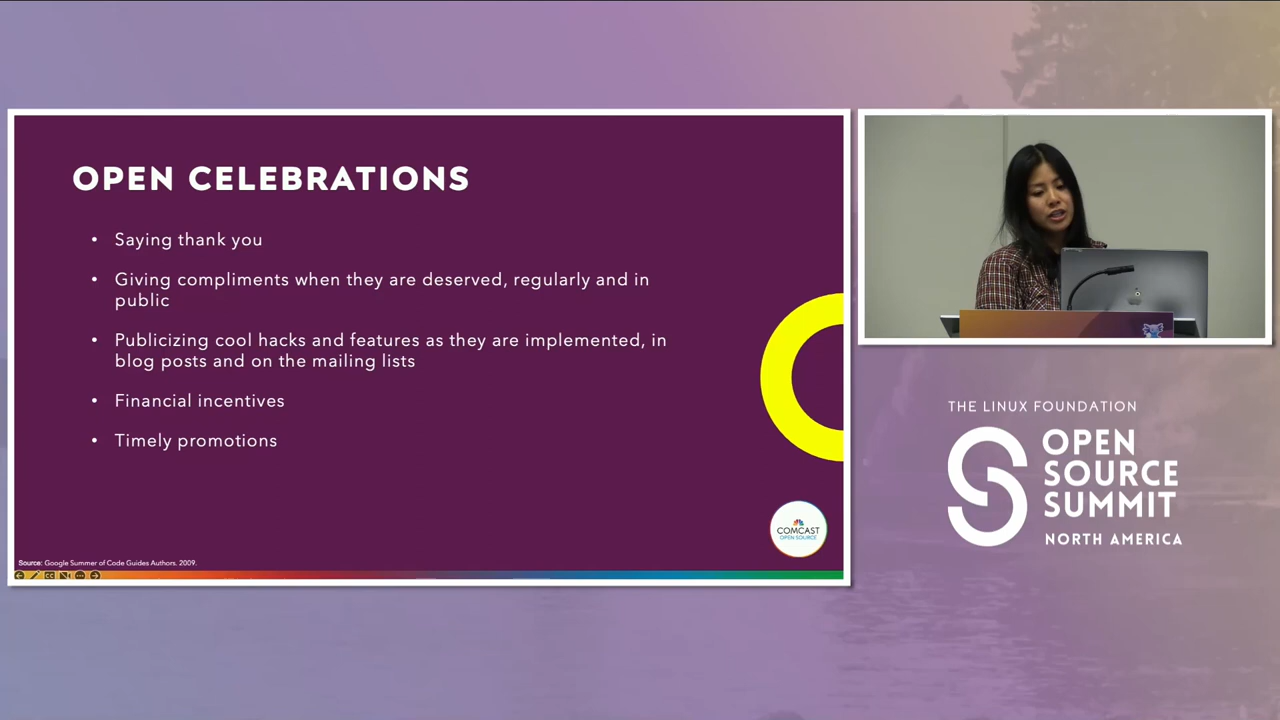 OPEN CELEBRATIONS
• Saying thank you
• Giving compliments when they are deserved, regularly and in
public
• Publicizing cool hacks and features as they are implemented, in
blog posts and on the mailing lists
• Financial incentives
• Timely promotions
COMCAST
OPEN SOURCE
Source: Google Summer of Code Guides Authors. 2009.
THE LINUX FOUNDATION
OPEN
SOURCE
SUMMIT
NORTH AMERICA